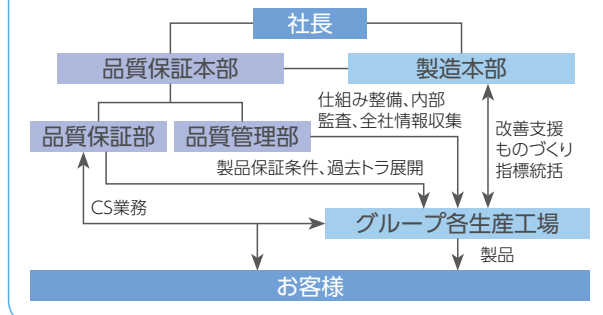 社長
品質保証本部
製造本部
仕組み整備、内部
監査、全社情報収集
品質保証部
品質管理部
改善支援
ものづくり
指標統括
製品保証条件、過去トラ展開
CS業務
グループ各生産工場
製品
お客様